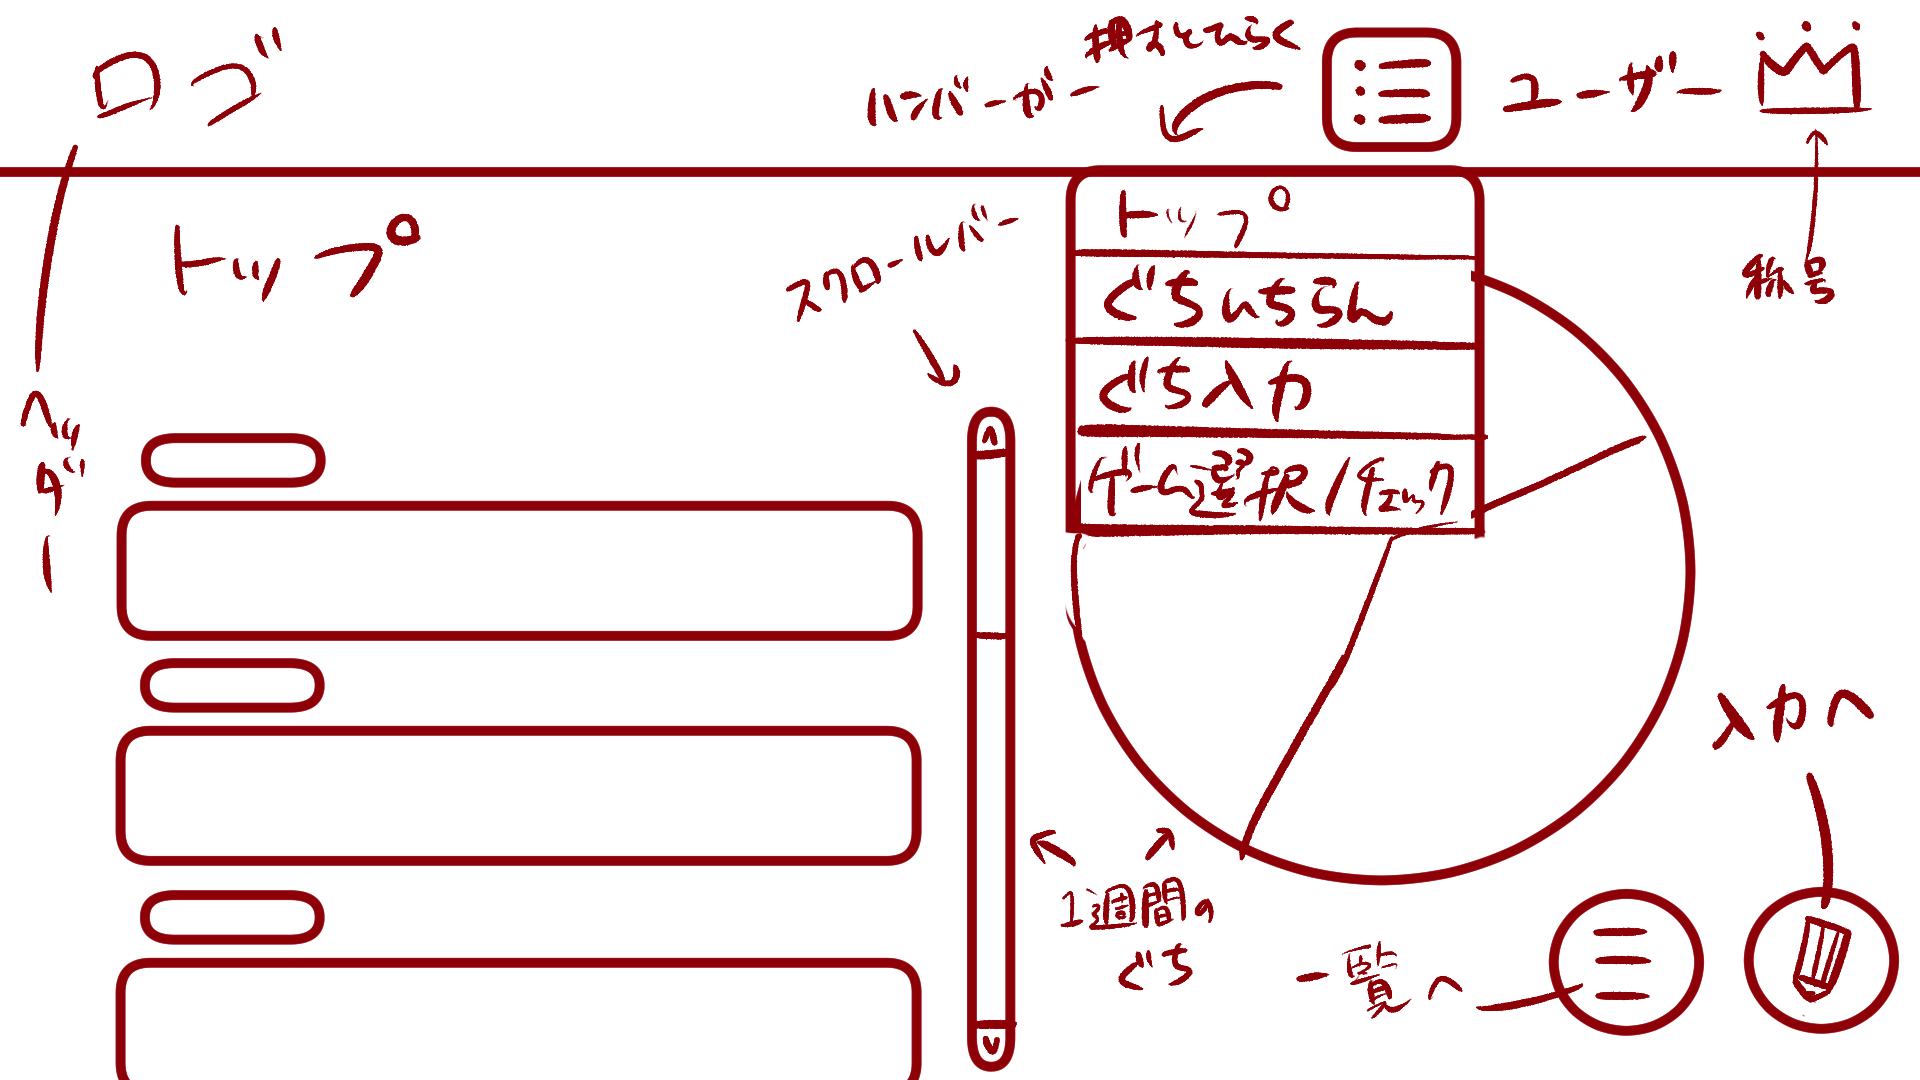 ロゴ
押すとひらく
ハンバーガー
ユーザー
トップ
スクロールバー
トップ
ぐちいちらん
ぐち入力
ゲーム選択/チェック
称号
ヘッダー
入力へ
1週間の
ぐち
一覧へ